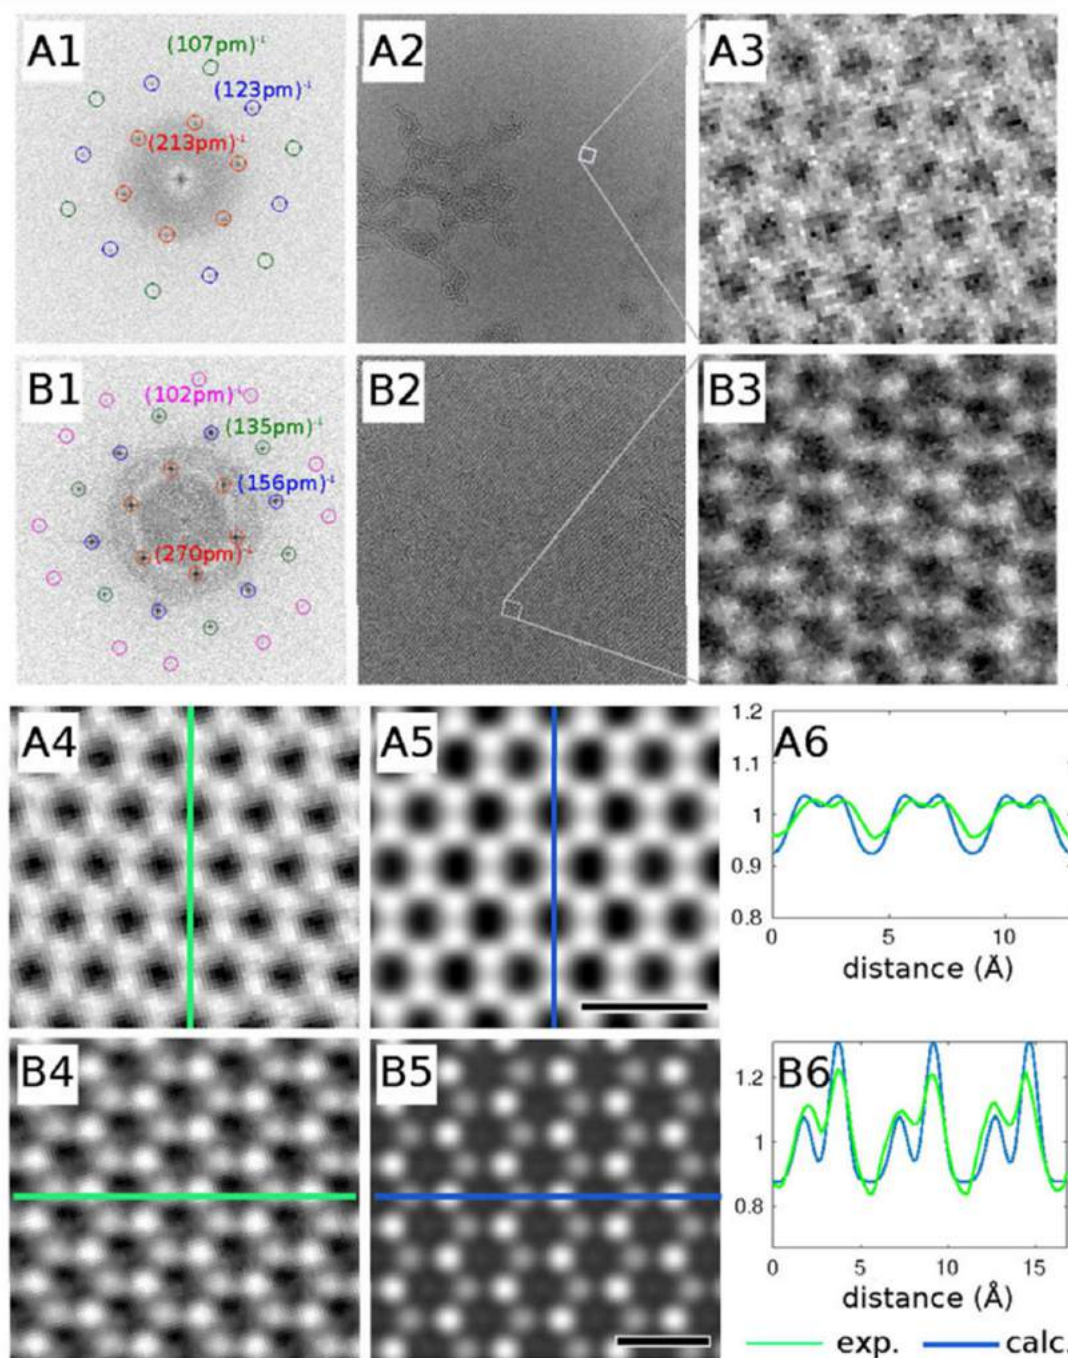 A1
(107pm)⁻¹
(123pm)⁻¹
(213pm)⁻¹
A2
A3
B1
(102pm)⁻¹
(135pm)⁻¹
(156pm)⁻¹
(270pm)⁻¹
B2
B3
A4
A5
A6
1.2
1.1
1
0.9
0.8
0 5 10
distance (Å)
B4
B5
B6
1.2
1
0.8
0 5 10 15
distance (Å)
exp. calc.